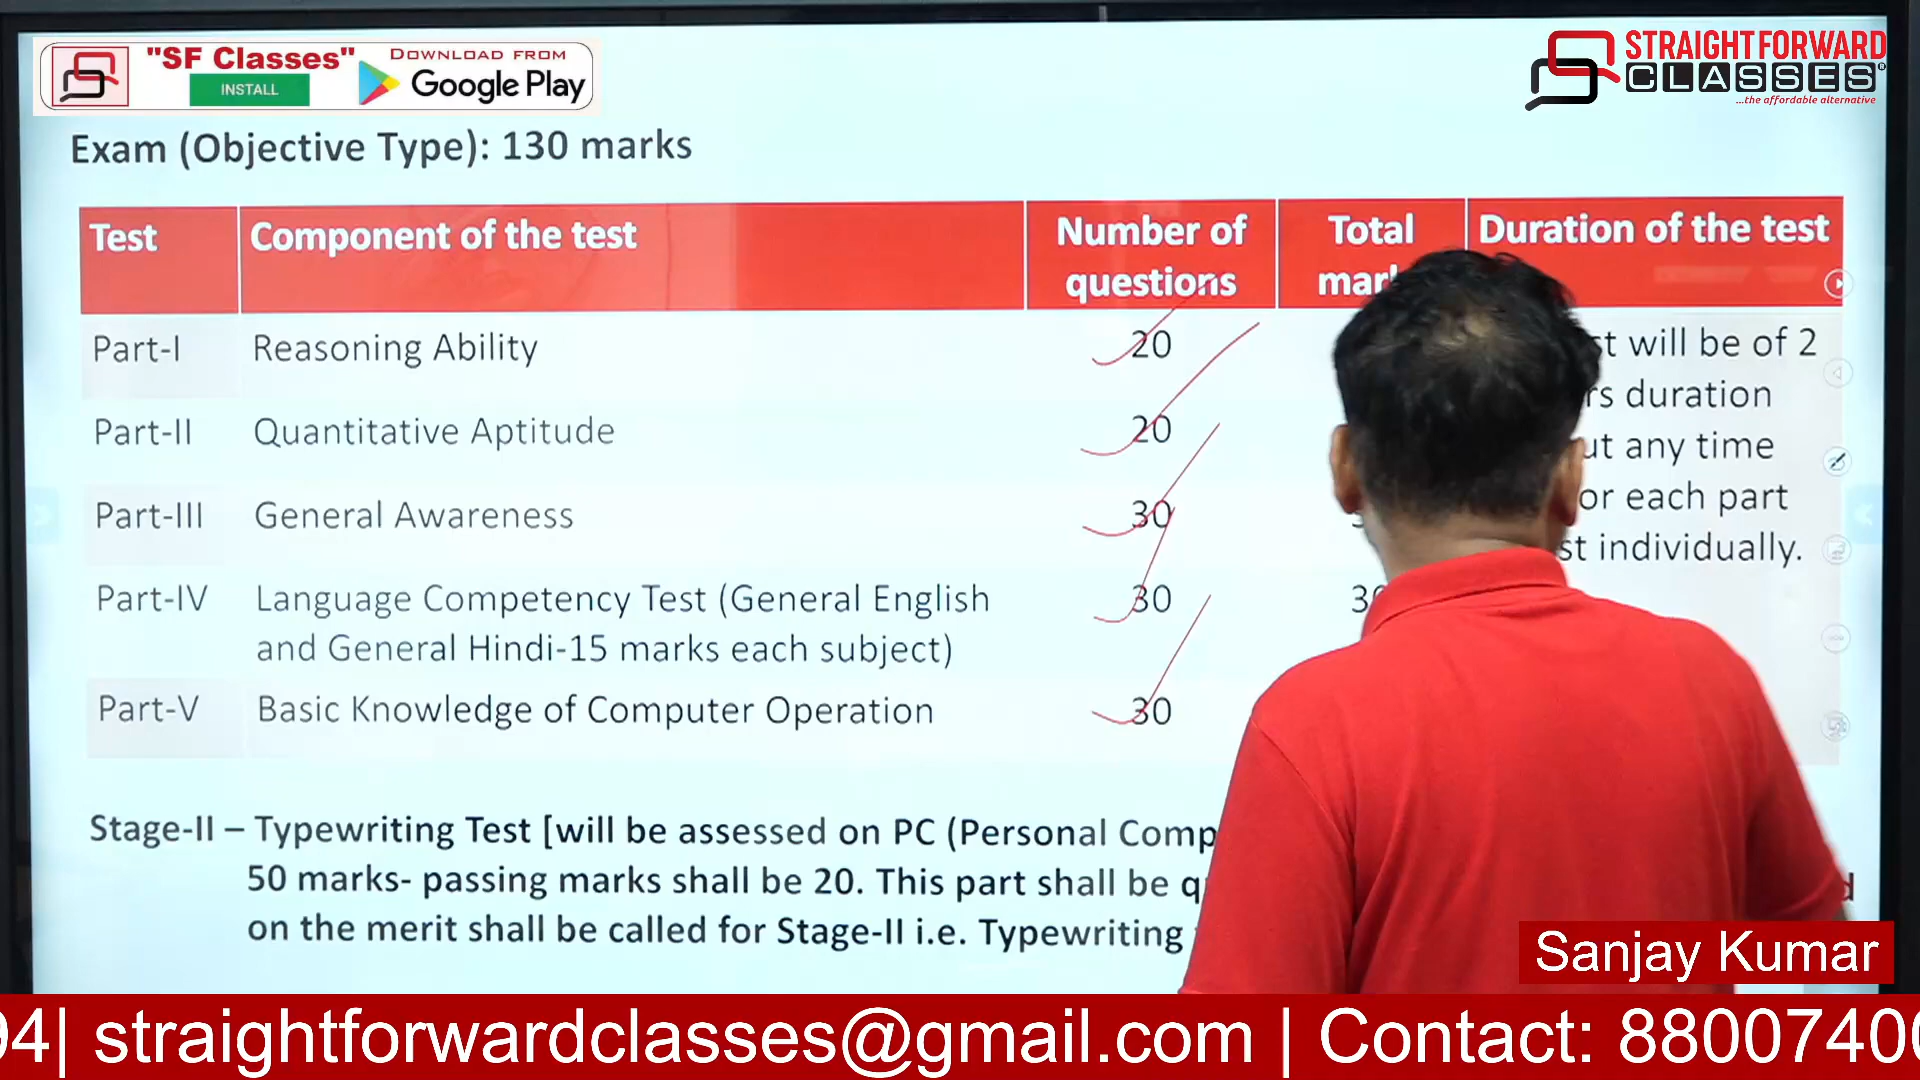 "SF Classes"
INSTALL
DOWNLOAD FROM
Google Play
STRAIGHT FORWARD
CLASSES
...the affordable alternative
Exam (Objective Type): 130 marks
Test Component of the test Number of questions Total Duration of the test
Part-I Reasoning Ability 20 will be of 2
duration
Part-II Quantitative Aptitude 20 any time
each part
Part-III General Awareness 30 individually.
Part-IV Language Competency Test (General English 30
and General Hindi-15 marks each subject)
Part-V Basic Knowledge of Computer Operation 30
Stage-II – Typewriting Test [will be assessed on PC (Personal
50 marks- passing marks shall be 20. This part shall be
on the merit shall be called for Stage-II i.e. Typewriting
Sanjay Kumar
94| straightforwardclasses@gmail.com | Contact: 88007400